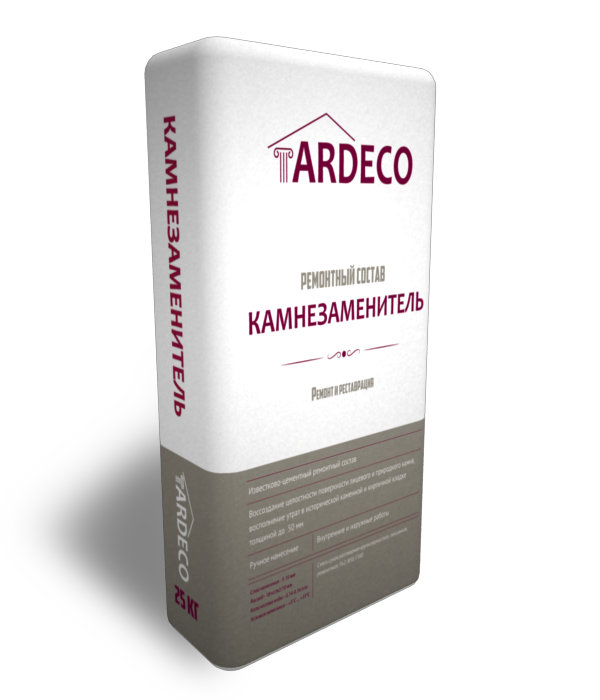 ARDECO
РЕМОНТНЫЙ СОСТАВ
КАМНЕЗАМЕНИТЕЛЬ
Ремонт и реставрация
Известково-цементный ремонтный состав
Воссоздание целостности поверхности лицевого и природного камня,
восполнение утрат в исторической каменной и кирпичной кладке
толщиной до 50 мм
Ручное нанесение
Внутренние и наружные работы
КАМНЕЗАМЕНИТЕЛЬ
ARDECO
25 КГ